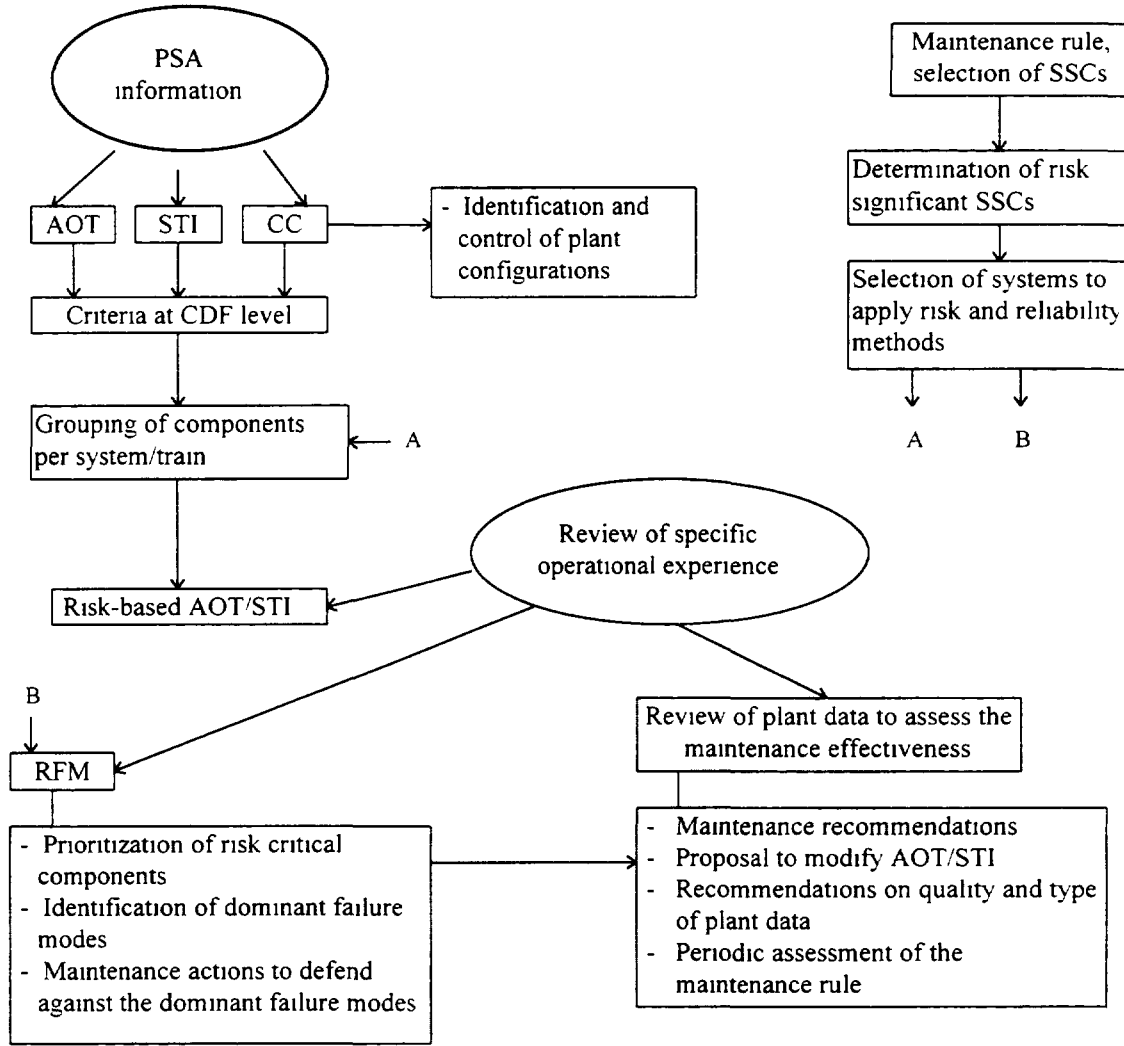 PSA
information
AOT
STI
CC
- Identification and
control of plant
configurations
Criteria at CDF level
Grouping of components
per system/train
A
Risk-based AOT/STI
Maintenance rule,
selection of SSCs
Determination of risk
significant SSCs
Selection of systems to
apply risk and reliability
methods
A
B
Review of specific
operational experience
B
RFM
- Prioritization of risk critical
components
- Identification of dominant failure
modes
- Maintenance actions to defend
against the dominant failure modes
Review of plant data to assess the
maintenance effectiveness
- Maintenance recommendations
- Proposal to modify AOT/STI
- Recommendations on quality and type
of plant data
- Periodic assessment of the
maintenance rule